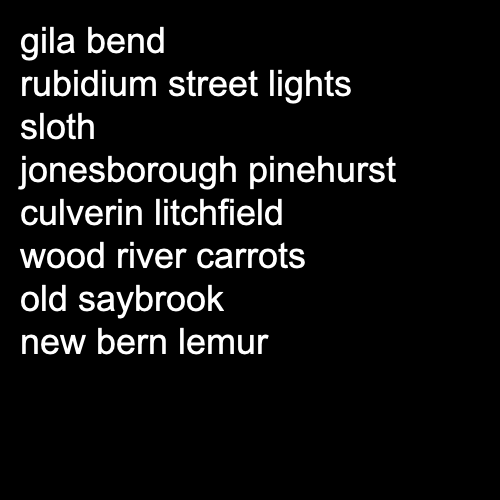 gila bend
rubidium street lights
sloth
jonesborough pinehurst
culverin litchfield
wood river carrots
old saybrook
new bern lemur